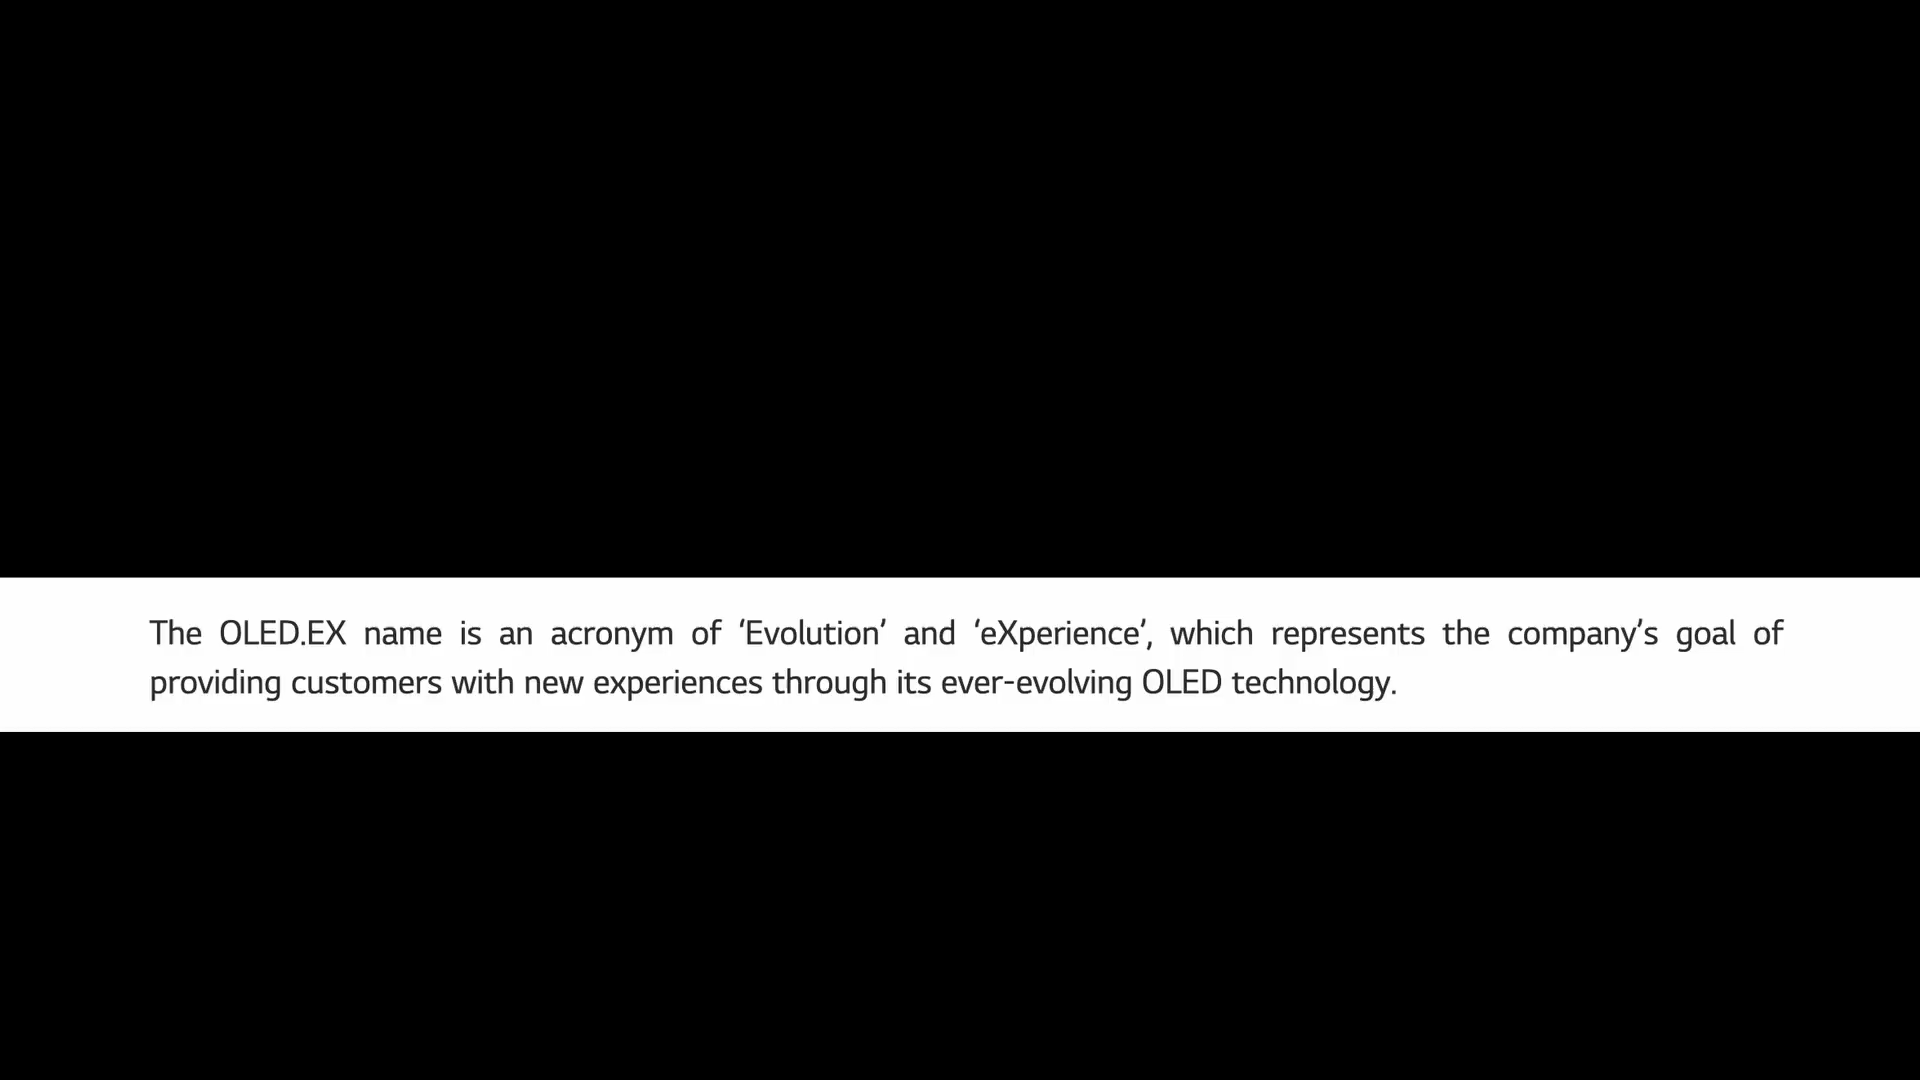 The OLED.EX name is an acronym of ‘Evolution’ and ‘eXperience’, which represents the company’s goal of
providing customers with new experiences through its ever-evolving OLED technology.